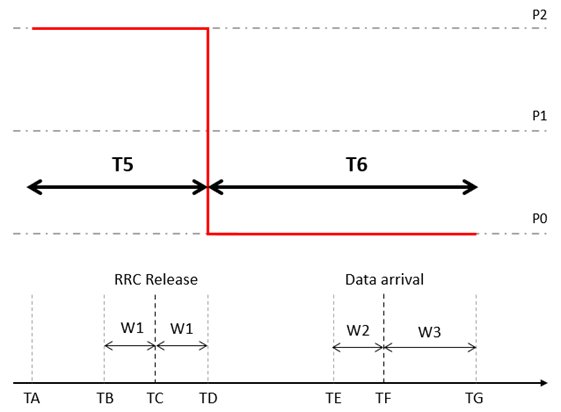 P2
P1
T5
T6
P0
RRC Release
Data arrival
W1
W1
W2
W3
TA
TB
TC
TD
TE
TF
TG